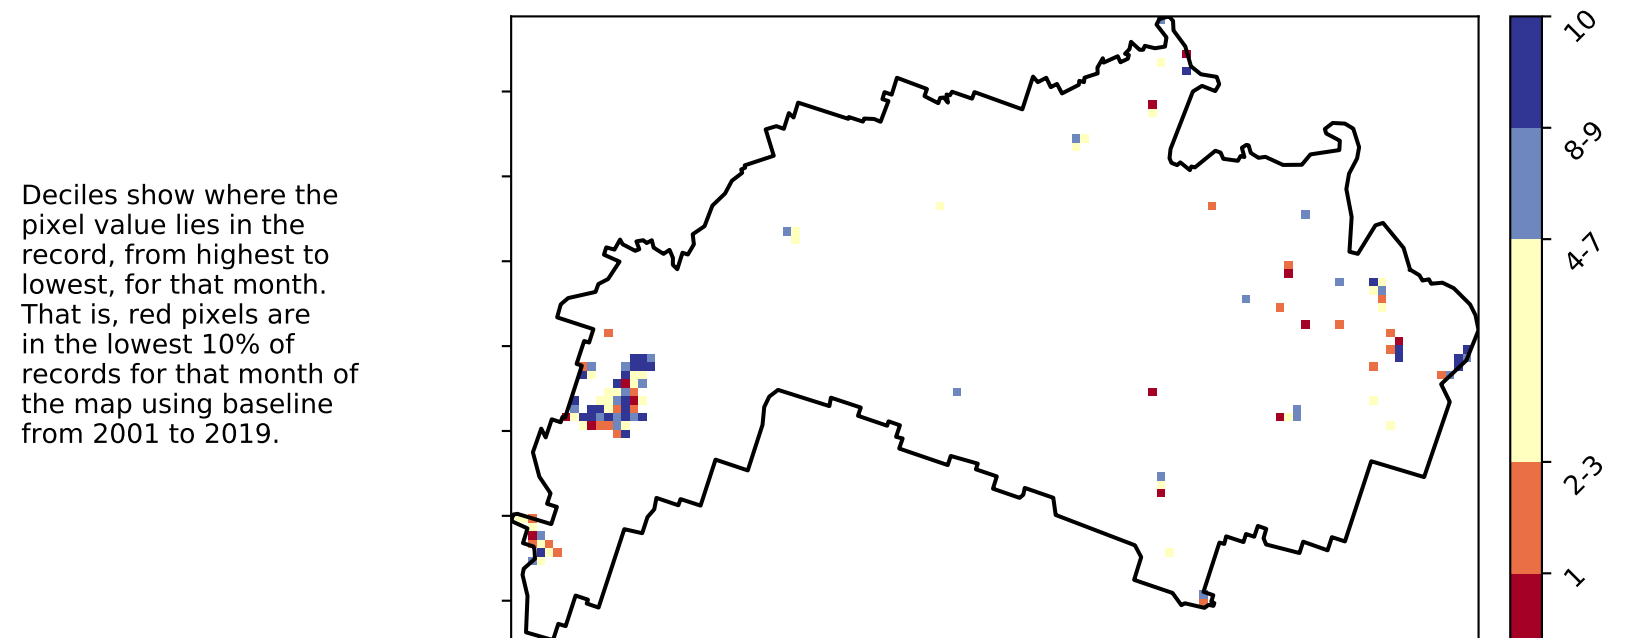 Deciles show where the
pixel value lies in the
record, from highest to
lowest, for that month.
That is, red pixels are
in the lowest 10% of
records for that month of
the map using baseline
from 2001 to 2019.
10
8-9
4-7
2-3
1